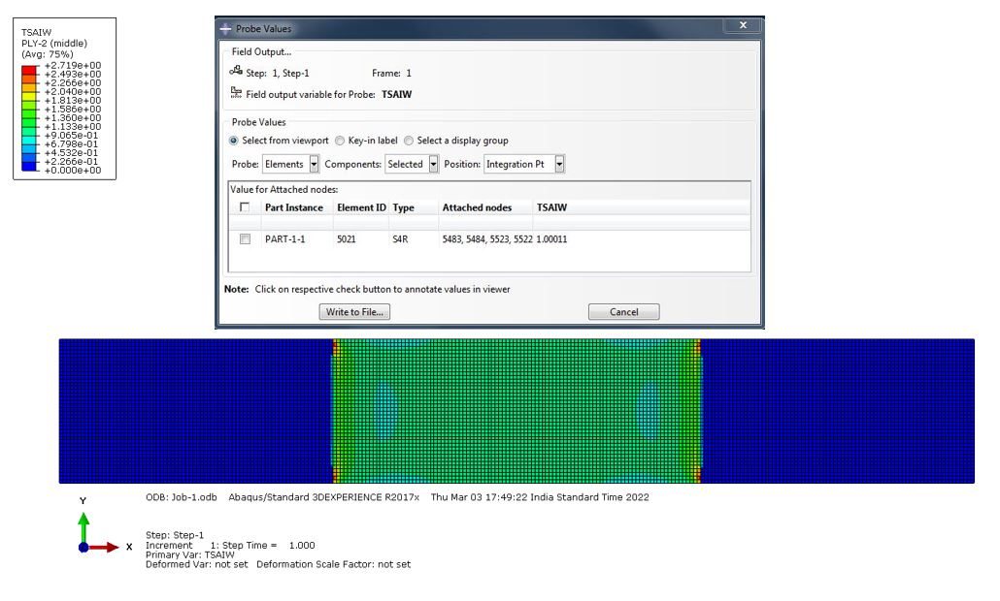 TSAIW
PLY-2 (middle)
(Avg: 75%)
+2.719e+00
+2.493e+00
+2.266e+00
+2.040e+00
+1.813e+00
+1.586e+00
+1.360e+00
+1.133e+00
+9.065e-01
+6.798e-01
+4.532e-01
+2.266e-01
+0.000e+00
Probe Values
X
Field Output...
Step: 1, Step-1 Frame: 1
Field output variable for Probe: TSAIW
Probe Values
Select from viewport Key-in label Select a display group
Probe: Elements Components: Selected Position: Integration Pt
Value for Attached nodes:
Part Instance Element ID Type Attached nodes TSAIW
PART-1-1 5021 S4R 5483, 5484, 5523, 5522 1.00011
Note: Click on respective check button to annotate values in viewer
Write to File... Cancel
Y
X
ODB: Job-1.odb Abaqus/Standard 3DEXPERIENCE R2017x Thu Mar 03 17:49:22 India Standard Time 2022
Step: Step-1
Increment 1: Step Time = 1.000
Primary Var: TSAIW
Deformed Var: not set Deformation Scale Factor: not set